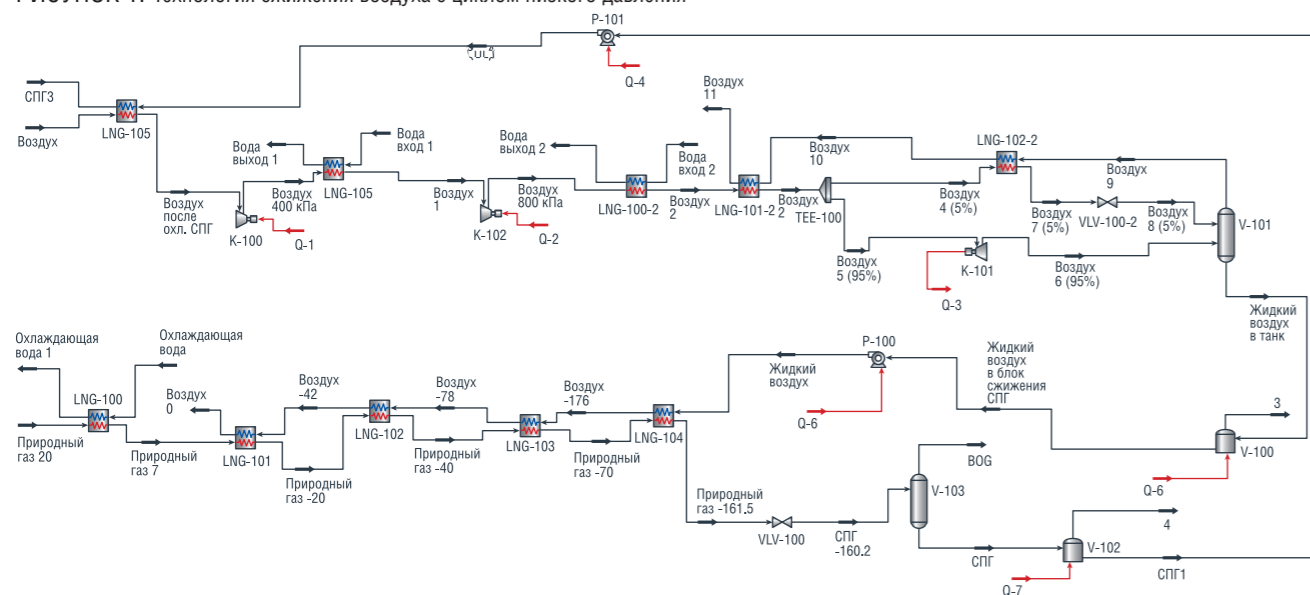 РИСУНОК 1. Технология сжижения воздуха с циклом низкого давления
P-101
Q-4
СПГ3
Воздух
LNG-105
Воздух
после
охл. СПГ
K-100
Q-1
Вода
выход 1
Вода
вход 1
Воздух
400 кПа
LNG-105
Воздух
1
K-102
Q-2
Воздух
800 кПа
Вода
выход 2
Вода
вход 2
LNG-100-2
Воздух
2
Воздух
11
LNG-101-2
Воздух
2
TEE-100
Воздух
10
LNG-102-2
Воздух
4 (5%)
Воздух
9
Воздух
7 (5%)
VLV-100-2
Воздух
8 (5%)
V-101
Воздух
5 (95%)
K-101
Q-3
Воздух
6 (95%)
Жидкий
воздух
в танк
Охлаждающая
вода 1
Охлаждающая
вода
LNG-100
Природный
газ 20
Природный
газ 7
Воздух
0
LNG-101
Природный
газ -20
Воздух
-42
LNG-102
Природный
газ -40
Воздух
-78
LNG-103
Природный
газ -70
Воздух
-176
LNG-104
Жидкий
воздух
P-100
Q-6
Жидкий
воздух
в блок
сжижения
СПГ
3
V-100
Q-6
Природный
газ -161.5
VLV-100
СПГ
-160.2
BOG
V-103
СПГ
4
V-102
Q-7
СПГ1